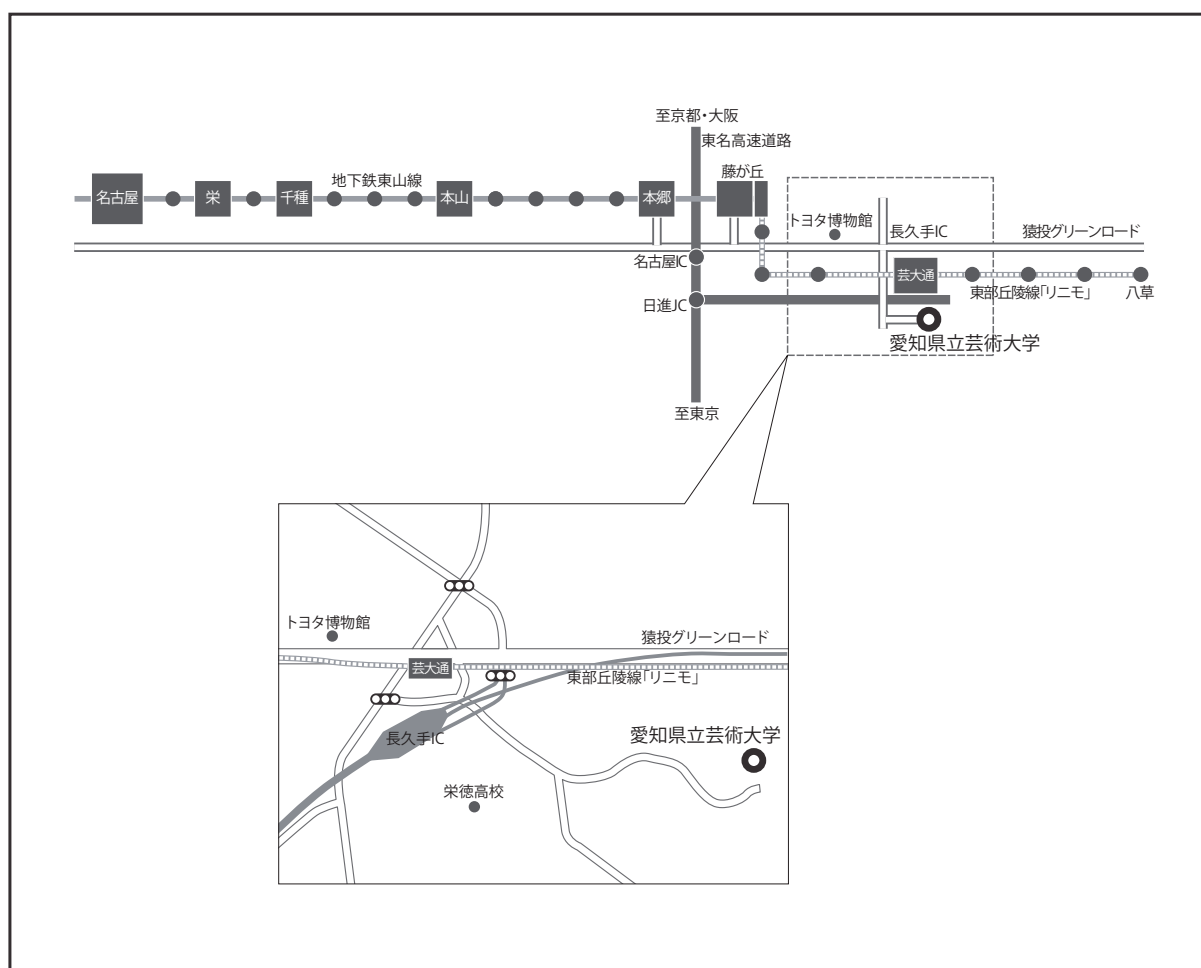 至京都・大阪
東名高速道路
藤が丘
地下鉄東山線
名古屋
栄
千種
本山
本郷
トヨタ博物館
長久手IC
猿投グリーンロード
名古屋IC
芸大通
東部丘陵線「リニモ」
八草
日進JC
愛知県立芸術大学
至東京
トヨタ博物館
猿投グリーンロード
芸大通
東部丘陵線「リニモ」
長久手IC
愛知県立芸術大学
栄徳高校